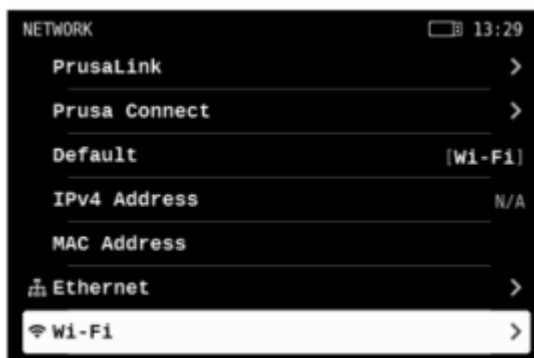 NETWORK 13:29
PrusaLink
Prusa Connect
Default [Wi-Fi]
IPv4 Address N/A
MAC Address
Ethernet
Wi-Fi